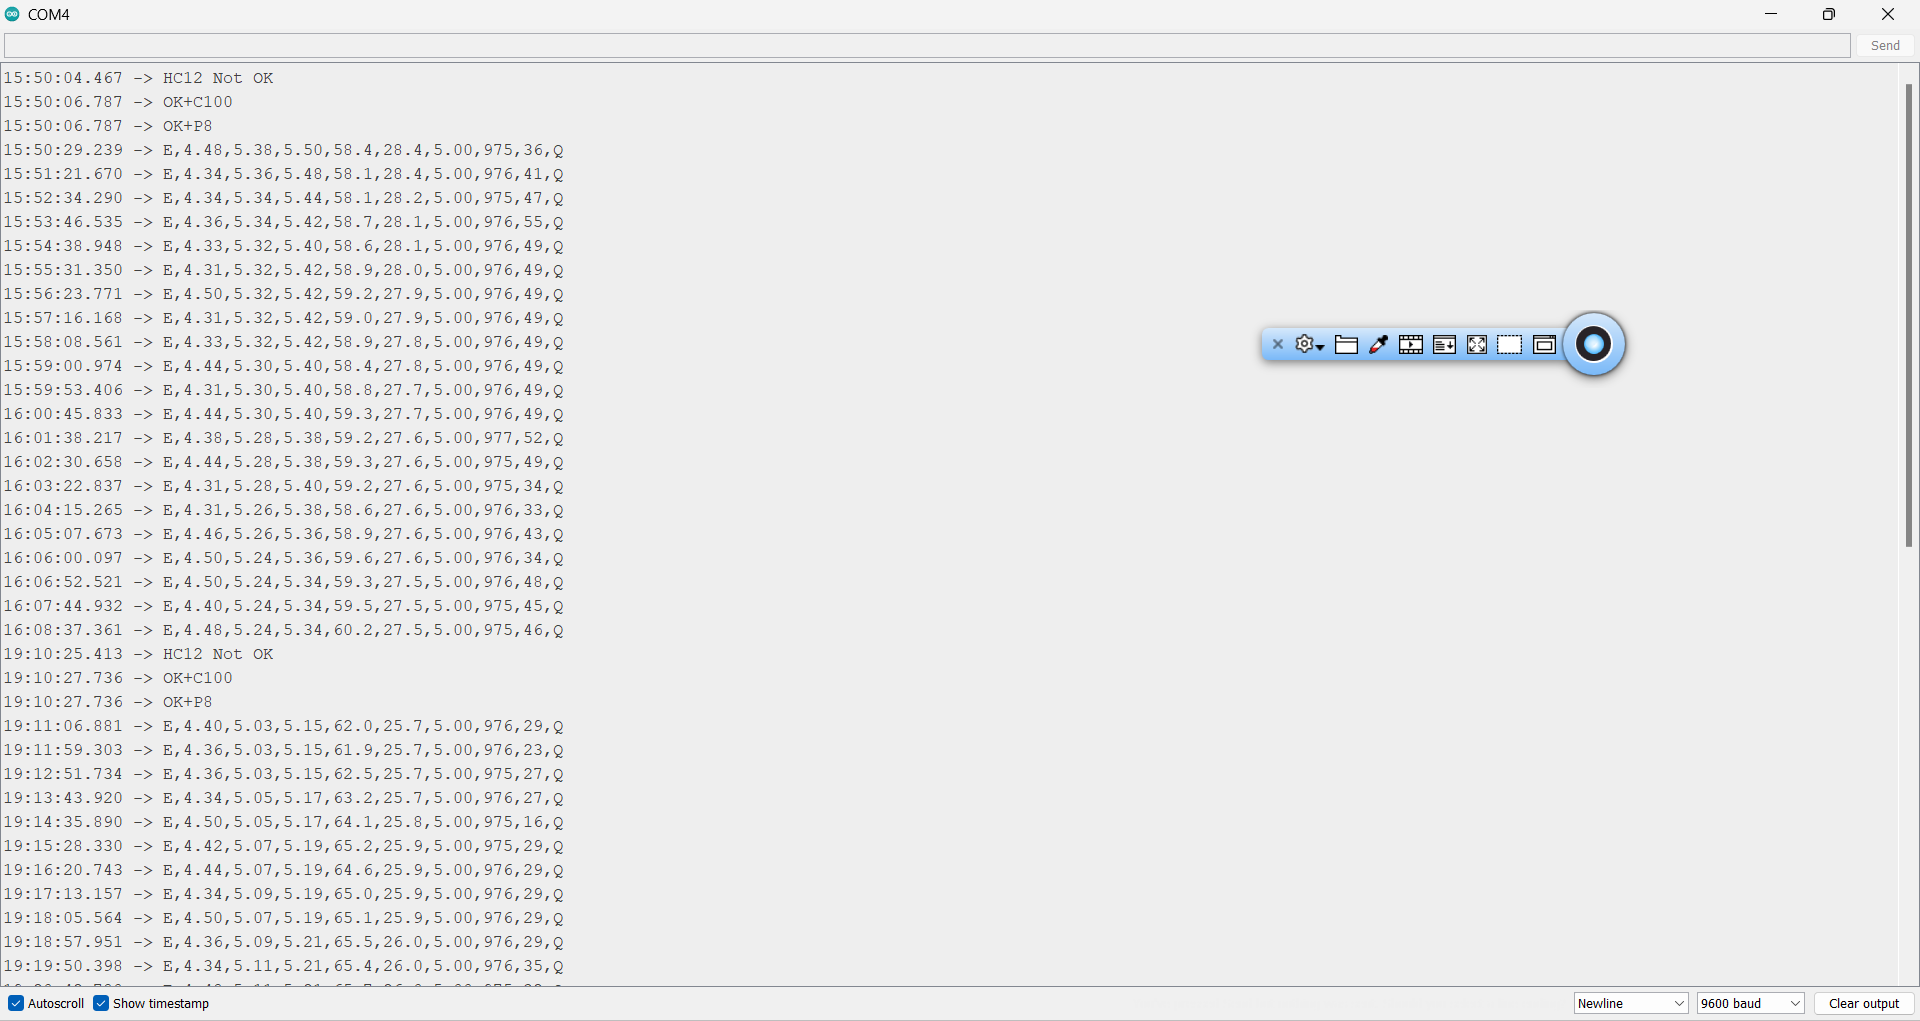 COM4
Send
15:50:04.467 -> HC12 Not OK
15:50:06.787 -> OK+C100
15:50:06.787 -> OK+P8
15:50:29.239 -> E,4.48,5.38,5.50,58.4,28.4,5.00,975,36,Q
15:51:21.670 -> E,4.34,5.36,5.48,58.1,28.4,5.00,976,41,Q
15:52:34.290 -> E,4.34,5.34,5.44,58.1,28.2,5.00,975,47,Q
15:53:46.535 -> E,4.36,5.34,5.42,58.7,28.1,5.00,976,55,Q
15:54:38.948 -> E,4.33,5.32,5.40,58.6,28.1,5.00,976,49,Q
15:55:31.350 -> E,4.31,5.32,5.42,58.9,28.0,5.00,976,49,Q
15:56:23.771 -> E,4.50,5.32,5.42,59.2,27.9,5.00,976,49,Q
15:57:16.168 -> E,4.31,5.32,5.42,59.0,27.9,5.00,976,49,Q
15:58:08.561 -> E,4.33,5.32,5.42,58.9,27.8,5.00,976,49,Q
15:59:00.974 -> E,4.44,5.30,5.40,58.4,27.8,5.00,976,49,Q
15:59:53.406 -> E,4.31,5.30,5.40,58.8,27.7,5.00,976,49,Q
16:00:45.833 -> E,4.44,5.30,5.40,59.3,27.7,5.00,976,49,Q
16:01:38.217 -> E,4.38,5.28,5.38,59.2,27.6,5.00,977,52,Q
16:02:30.658 -> E,4.44,5.28,5.38,59.3,27.6,5.00,975,49,Q
16:03:22.837 -> E,4.31,5.28,5.40,59.2,27.6,5.00,975,34,Q
16:04:15.265 -> E,4.31,5.26,5.38,58.6,27.6,5.00,976,33,Q
16:05:07.673 -> E,4.46,5.26,5.36,58.9,27.6,5.00,976,43,Q
16:06:00.097 -> E,4.50,5.24,5.36,59.6,27.6,5.00,976,34,Q
16:06:52.521 -> E,4.50,5.24,5.34,59.3,27.5,5.00,976,48,Q
16:07:44.932 -> E,4.40,5.24,5.34,59.5,27.5,5.00,975,45,Q
16:08:37.361 -> E,4.48,5.24,5.34,60.2,27.5,5.00,975,46,Q
19:10:25.413 -> HC12 Not OK
19:10:27.736 -> OK+C100
19:10:27.736 -> OK+P8
19:11:06.881 -> E,4.40,5.03,5.15,62.0,25.7,5.00,976,29,Q
19:11:59.303 -> E,4.36,5.03,5.15,61.9,25.7,5.00,976,23,Q
19:12:51.734 -> E,4.36,5.03,5.15,62.5,25.7,5.00,975,27,Q
19:13:43.920 -> E,4.34,5.05,5.17,63.2,25.7,5.00,976,27,Q
19:14:35.890 -> E,4.50,5.05,5.17,64.1,25.8,5.00,975,16,Q
19:15:28.330 -> E,4.42,5.07,5.19,65.2,25.9,5.00,975,29,Q
19:16:20.743 -> E,4.44,5.07,5.19,64.6,25.9,5.00,976,29,Q
19:17:13.157 -> E,4.34,5.09,5.19,65.0,25.9,5.00,976,29,Q
19:18:05.564 -> E,4.50,5.07,5.19,65.1,25.9,5.00,976,29,Q
19:18:57.951 -> E,4.36,5.09,5.21,65.5,26.0,5.00,976,29,Q
19:19:50.398 -> E,4.34,5.11,5.21,65.4,26.0,5.00,976,35,Q
Autoscroll
Show timestamp
Newline
9600 baud
Clear output